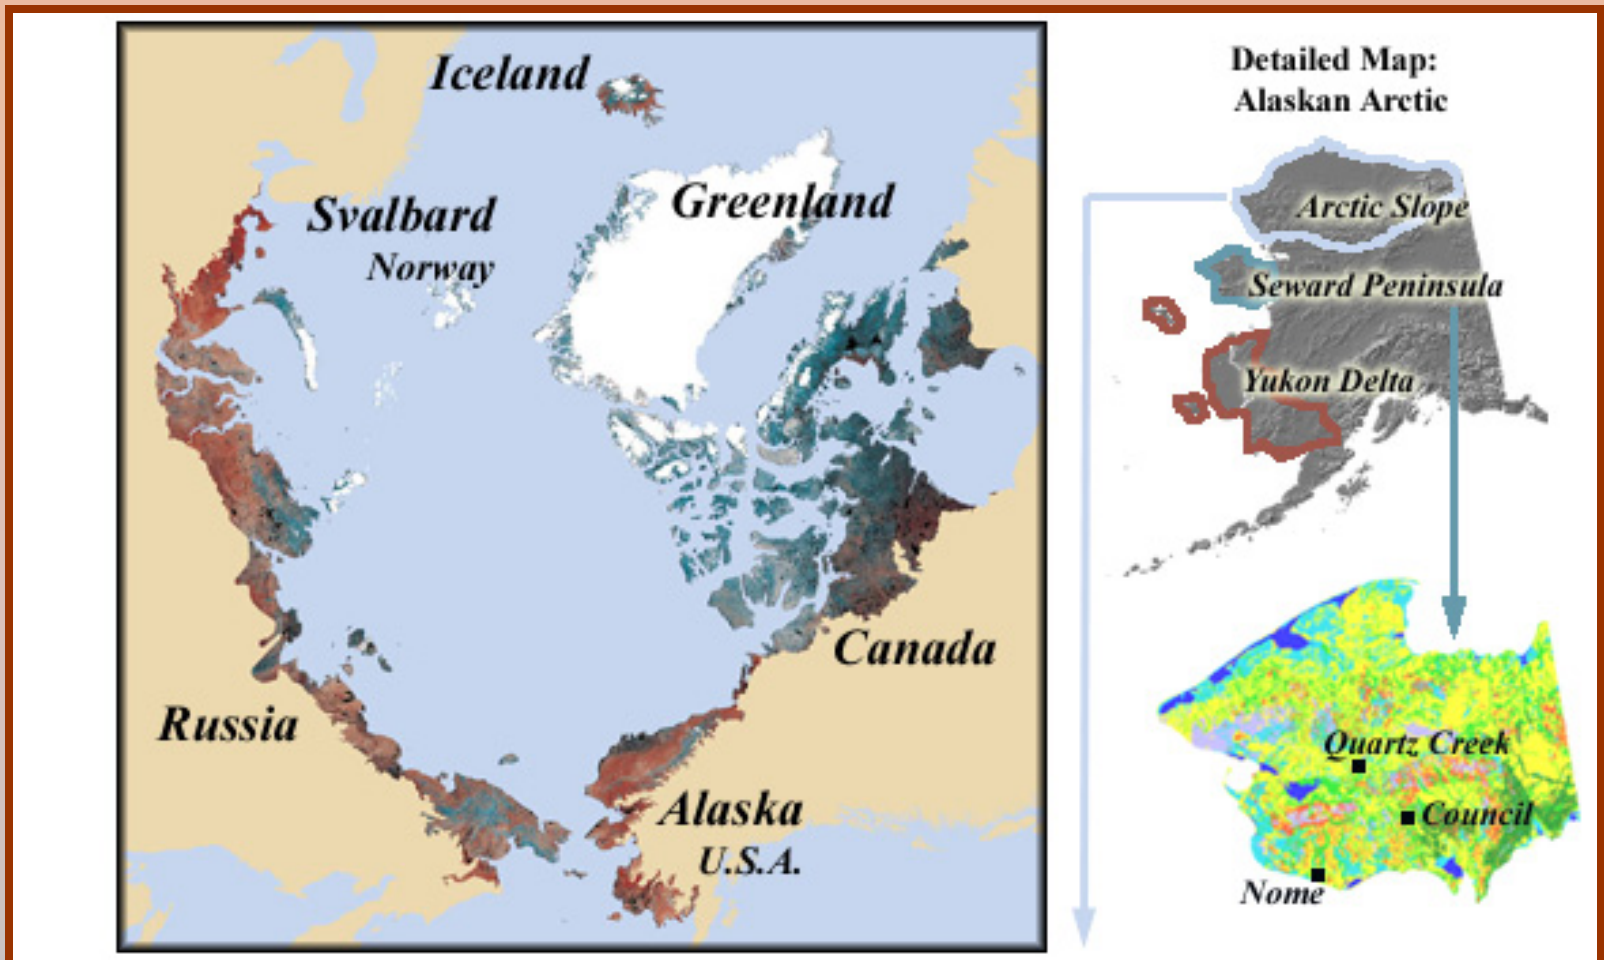 Iceland
Greenland
Svalbard
Norway
Canada
Russia
Alaska
U.S.A.
Detailed Map:
Alaskan Arctic
Arctic Slope
Seward Peninsula
Yukon Delta
Quartz Creek
Council
Nome